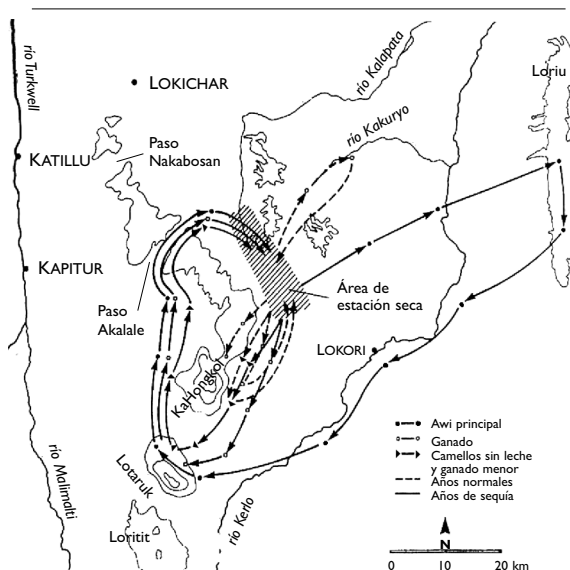 río Turkwell
LOKICHAR
río Kalapata
Loriu
Paso
Nakabosan
río Kakuryo
KATILLU
KAPITUR
Paso
Akalale
Área de
estación seca
LOKORI
KaHongkol
Lotaruk
río Malimalti
Loritit
río Kerlo
Awi principal
Ganado
Camellos sin leche
y ganado menor
Años normales
Años de sequía
N
0 10 20 km